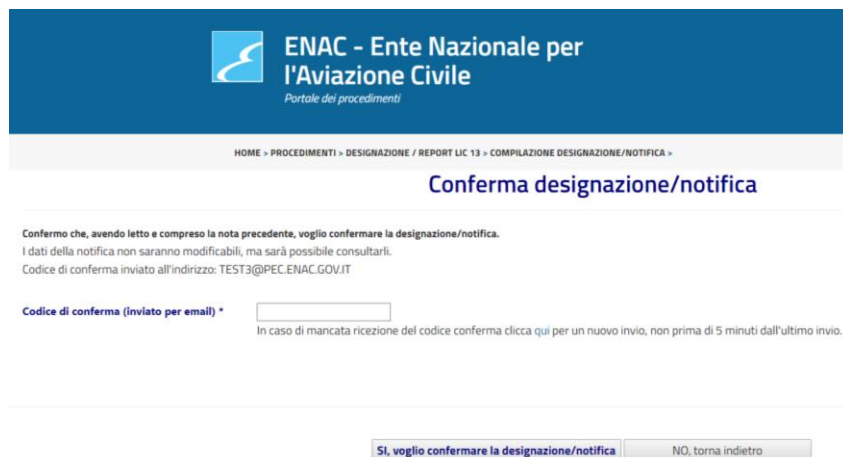 ENAC - Ente Nazionale per
l'Aviazione Civile
Portale dei procedimenti
HOME > PROCEDIMENTI > DESIGNAZIONE / REPORT LIC 13 > COMPILAZIONE DESIGNAZIONE/NOTIFICA >
Conferma designazione/notifica
Confermo che, avendo letto e compreso la nota precedente, voglio confermare la designazione/notifica.
I dati della notifica non saranno modificabili, ma sarà possibile consultarli.
Codice di conferma inviato all'indirizzo: TEST3@PEC.ENAC.GOV.IT
Codice di conferma (inviato per email) *
In caso di mancata ricezione del codice conferma clicca qui per un nuovo invio, non prima di 5 minuti dall'ultimo invio.
SI, voglio confermare la designazione/notifica NO, torna indietro